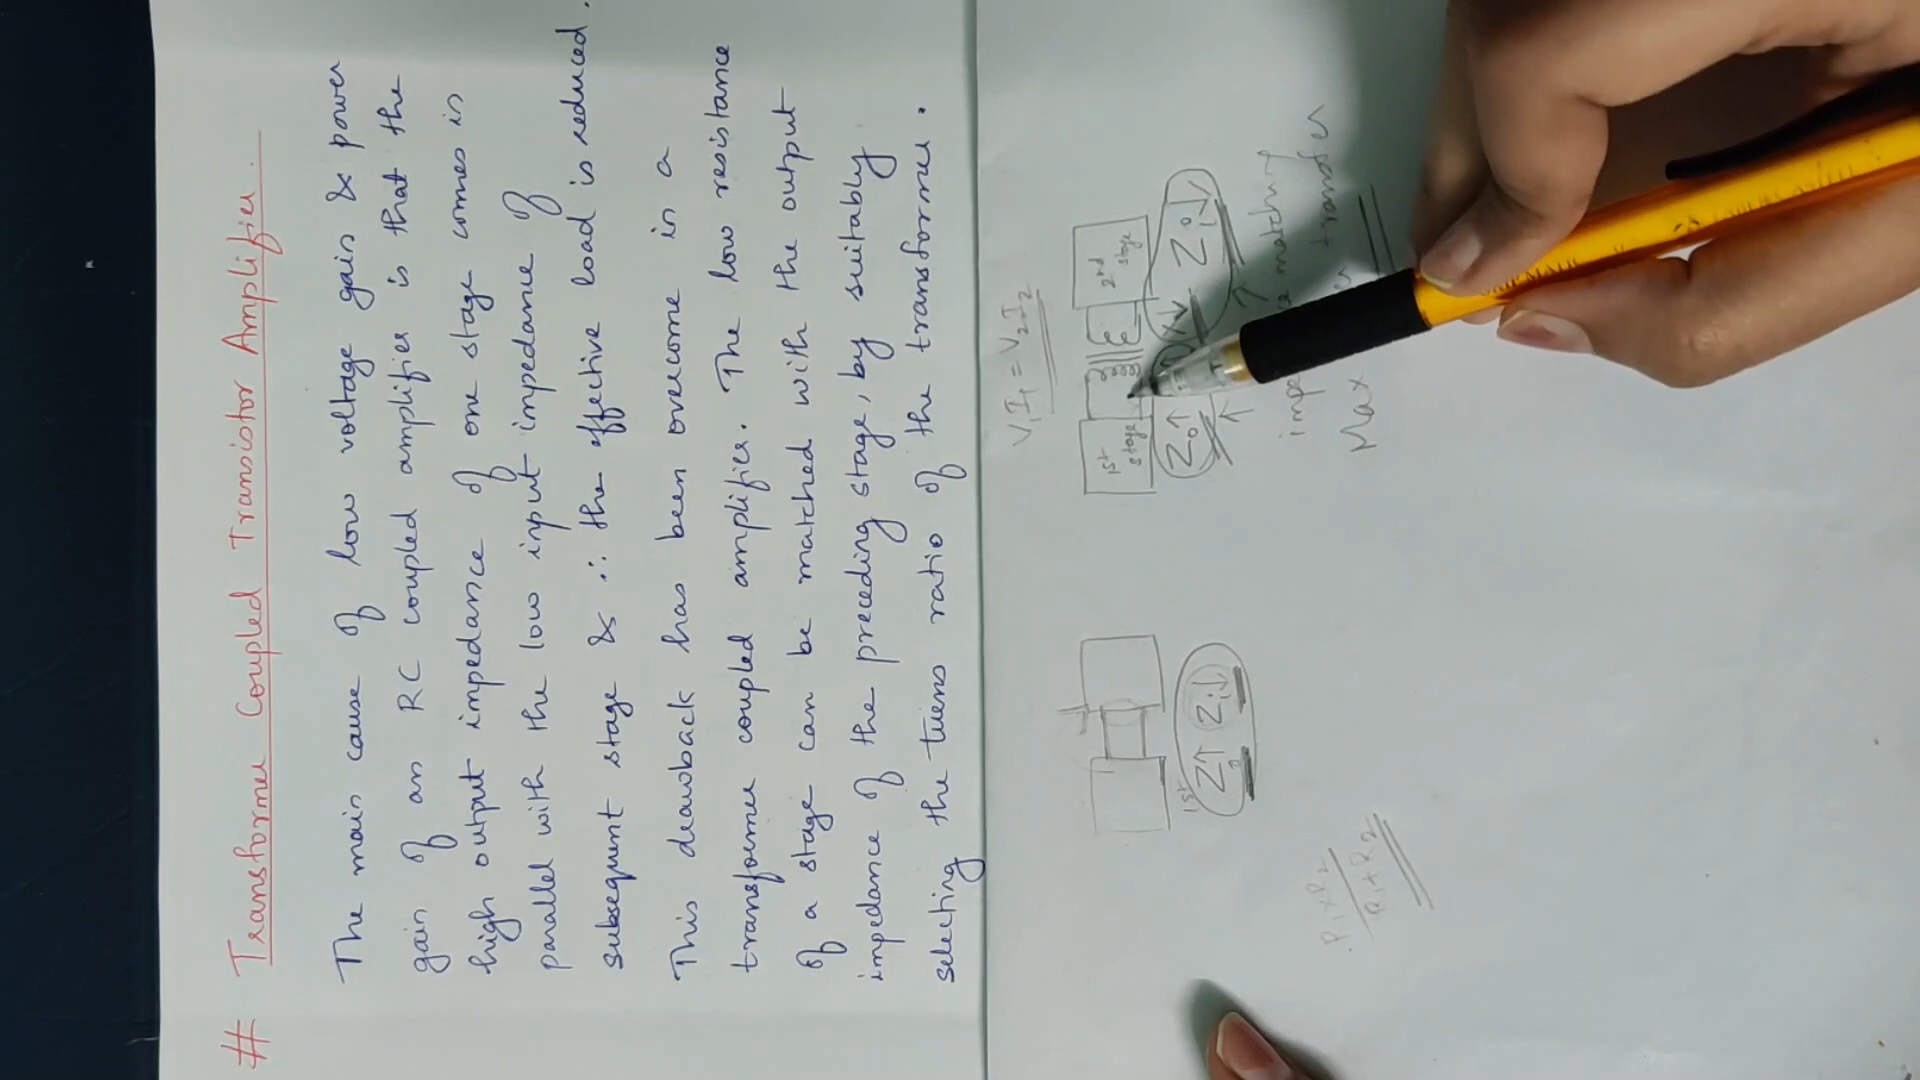 # Transformer Coupled Transistor Amplifier
The main cause of low voltage gain & power
gain of an RC coupled amplifier is that the
high output impedance of one stage comes in
parallel with the low input impedance of
subsequent stage & ∴ the effective load is reduced.
This drawback has been overcome in a
transformer coupled amplifier. The low resistance
of a stage can be matched with the output
impedance of the preceding stage, by suitably
selecting the turns ratio of the transformer.
V₁I₁ = V₂I₂
1st stage
2nd stage
Z₀↑
Zᵢ↓
matching
Max
transfer
1st
Z₀↑ Zᵢ↓
R₁×R₂
R₁+R₂